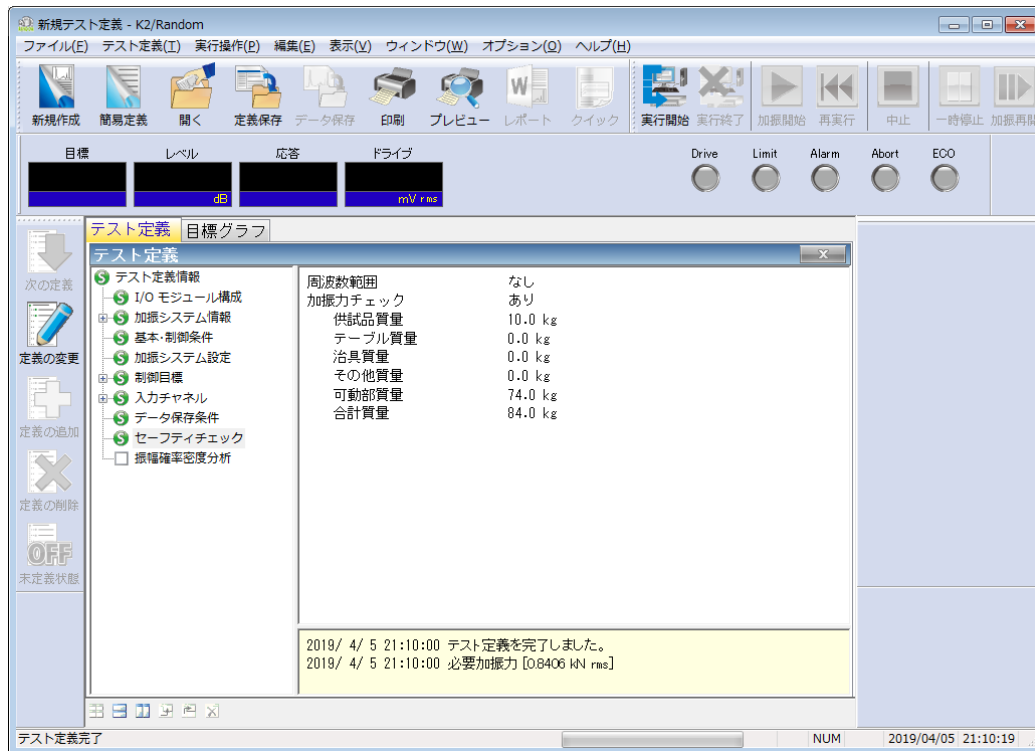 新規テスト定義 - K2/Random
ファイル(F) テスト定義(T) 実行操作(P) 編集(E) 表示(V) ウィンドウ(W) オプション(O) ヘルプ(H)
新規作成 簡易定義 開く 定義保存 データ保存 印刷 プレビュー レポート クイック 実行開始 実行終了 加振開始 再実行 中止 一時停止 加振再開
目標 レベル 応答 ドライブ Drive Limit Alarm Abort ECO
dB mV rms
テスト定義 目標グラフ
テスト定義
次の定義
定義の変更
定義の追加
定義の削除
OFF
未定義状態
テスト定義情報
I/O モジュール構成
加振システム情報
基本・制御条件
加振システム設定
制御目標
入力チャネル
データ保存条件
セーフティチェック
振幅確率密度分析
周波数範囲 なし
加振力チェック あり
供試品質量 10.0 kg
テーブル質量 0.0 kg
治具質量 0.0 kg
その他質量 0.0 kg
可動部質量 74.0 kg
合計質量 84.0 kg
2019/ 4/ 5 21:10:00 テスト定義を完了しました。
2019/ 4/ 5 21:10:00 必要加振力 [0.8406 kN rms]
テスト定義完了 NUM 2019/04/05 21:10:19